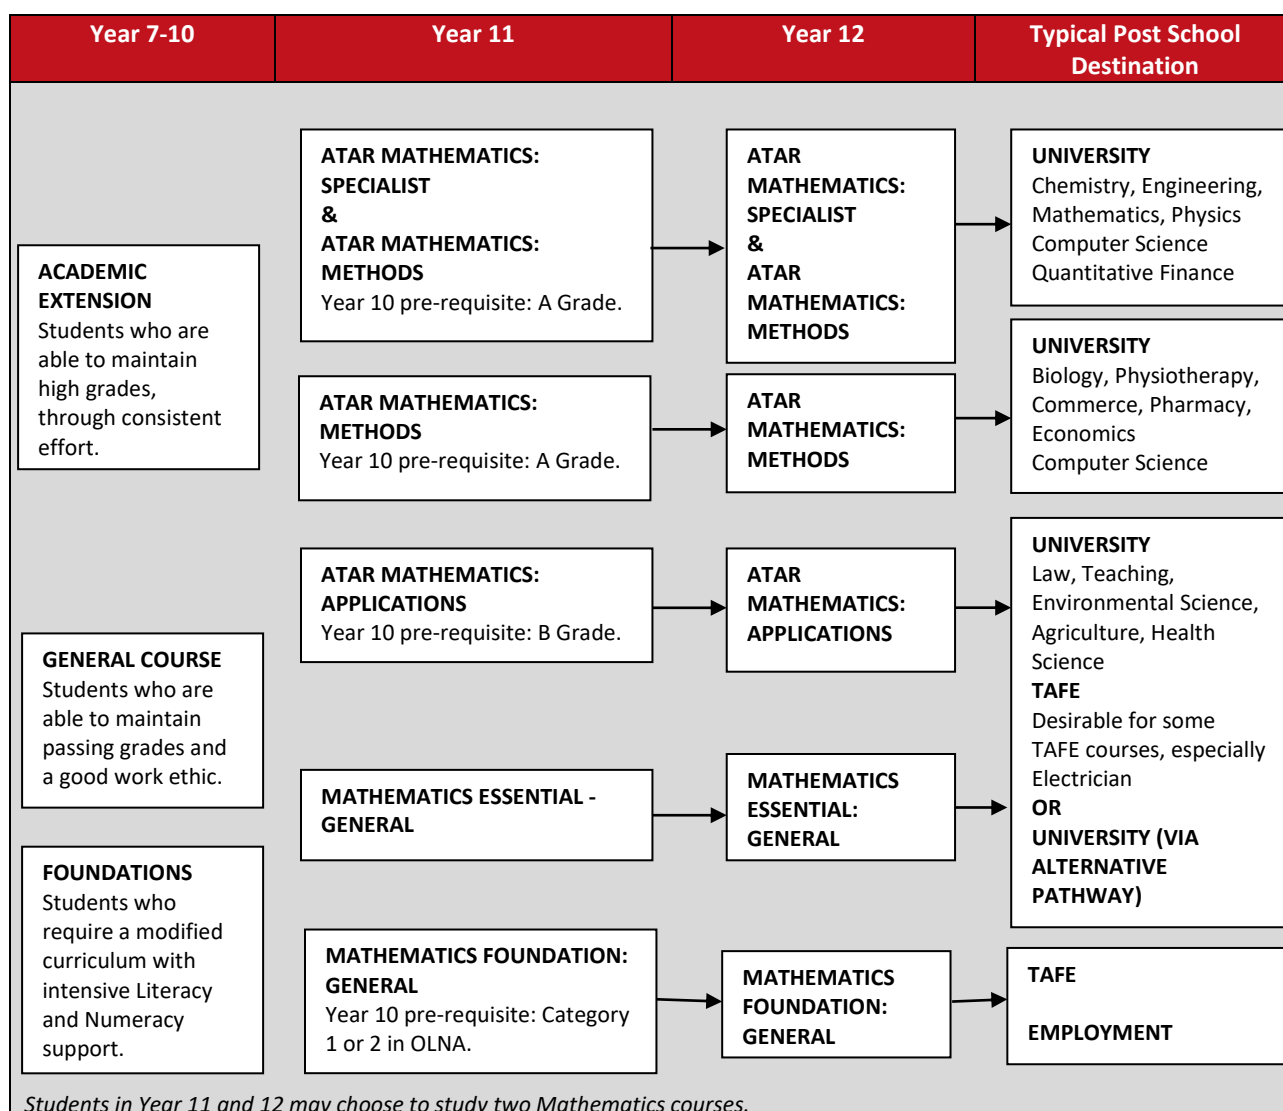 Year 7-10
Year 11
Year 12
Typical Post School
Destination
ACADEMIC
EXTENSION
Students who are
able to maintain
high grades,
through consistent
effort.
GENERAL COURSE
Students who are
able to maintain
passing grades and
a good work ethic.
FOUNDATIONS
Students who
require a modified
curriculum with
intensive Literacy
and Numeracy
support.
ATAR MATHEMATICS:
SPECIALIST
&
ATAR MATHEMATICS:
METHODS
Year 10 pre-requisite: A Grade.
ATAR MATHEMATICS:
METHODS
Year 10 pre-requisite: A Grade.
ATAR MATHEMATICS:
APPLICATIONS
Year 10 pre-requisite: B Grade.
MATHEMATICS ESSENTIAL -
GENERAL
MATHEMATICS FOUNDATION:
GENERAL
Year 10 pre-requisite: Category
1 or 2 in OLNA.
ATAR
MATHEMATICS:
SPECIALIST
&
ATAR
MATHEMATICS:
METHODS
ATAR
MATHEMATICS:
METHODS
ATAR
MATHEMATICS:
APPLICATIONS
MATHEMATICS
ESSENTIAL:
GENERAL
MATHEMATICS
FOUNDATION:
GENERAL
UNIVERSITY
Chemistry, Engineering,
Mathematics, Physics
Computer Science
Quantitative Finance
UNIVERSITY
Biology, Physiotherapy,
Commerce, Pharmacy,
Economics
Computer Science
UNIVERSITY
Law, Teaching,
Environmental Science,
Agriculture, Health
Science
TAFE
Desirable for some
TAFE courses, especially
Electrician
OR
UNIVERSITY (VIA
ALTERNATIVE
PATHWAY)
TAFE
EMPLOYMENT
Students in Year 11 and 12 may choose to study two Mathematics courses.